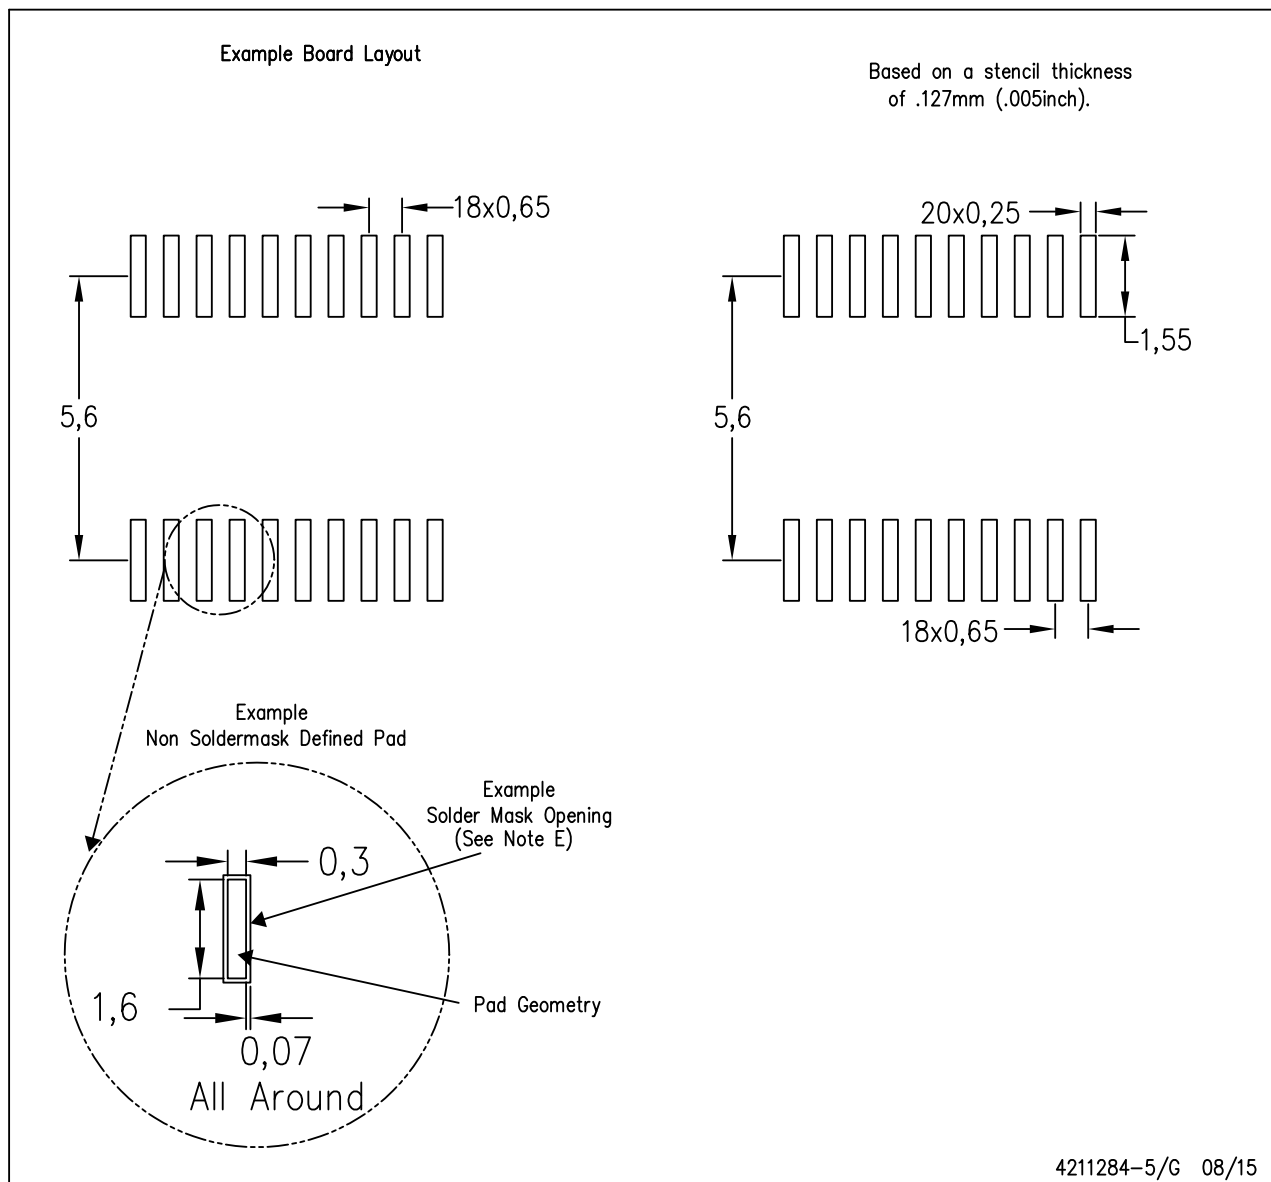 Example Board Layout
Based on a stencil thickness
of .127mm (.005inch).
18x0,65
20x0,25
1,55
5,6
5,6
18x0,65
Example
Non Soldermask Defined Pad
Example
Solder Mask Opening
(See Note E)
0,3
1,6
Pad Geometry
0,07
All Around
4211284-5/G 08/15